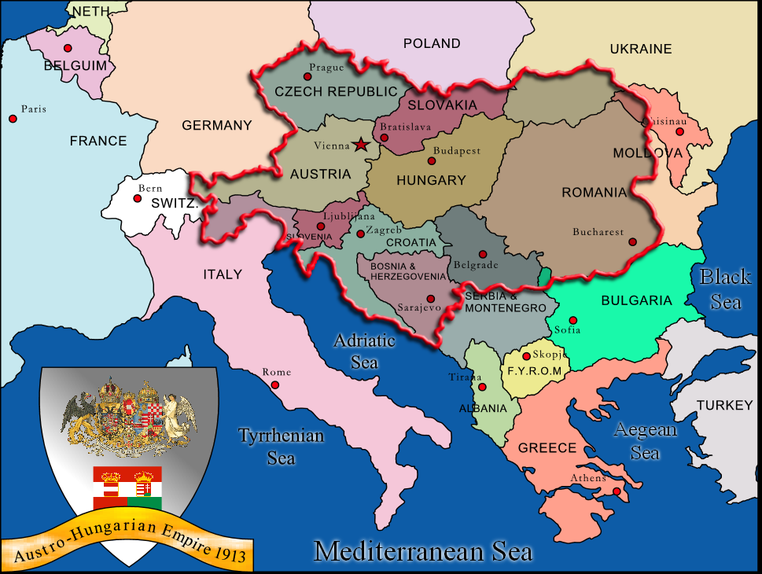 NETH.
BELGUIM
POLAND
UKRAINE
Prague
CZECH REPUBLIC
Paris
FRANCE
GERMANY
SLOVAKIA
Bratislava
Vienna
Budapest
AUSTRIA
HUNGARY
isinau
MOLDOVA
Bern
SWITZ.
ROMANIA
Ljubljana
SLOVENIA
Zagreb
CROATIA
Bucharest
ITALY
BOSNIA &
HERZEGOVENIA
Belgrade
Sarajevo
SERBIA &
MONTENEGRO
BULGARIA
Black
Sea
Sofia
Adriatic
Sea
Skopje
F.Y.R.O.M
Rome
Tirana
ALBANIA
TURKEY
Tyrrhenian
Sea
GREECE
Aegean
Sea
Athens
Austro-Hungarian Empire 1913
Mediterranean Sea